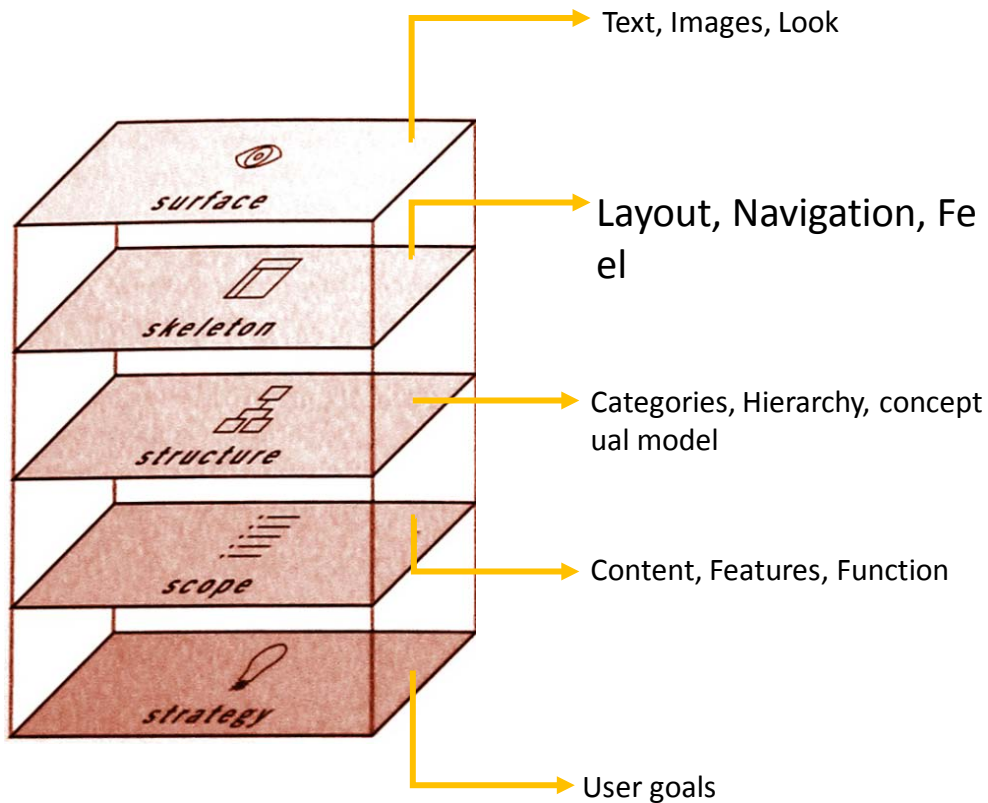 Text, Images, Look
surface
Layout, Navigation, Fe
el
skeleton
Categories, Hierarchy, concept
ual model
structure
Content, Features, Function
scope
strategy
User goals